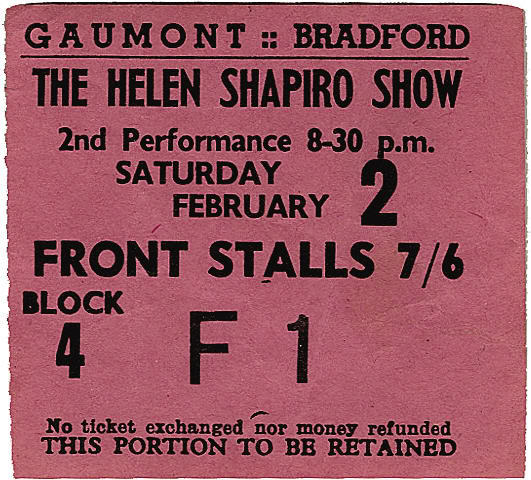 GAUMONT :: BRADFORD
THE HELEN SHAPIRO SHOW
2nd Performance 8-30 p.m.
SATURDAY
FEBRUARY 2
FRONT STALLS 7/6
BLOCK
4 F 1
No ticket exchanged nor money refunded
THIS PORTION TO BE RETAINED